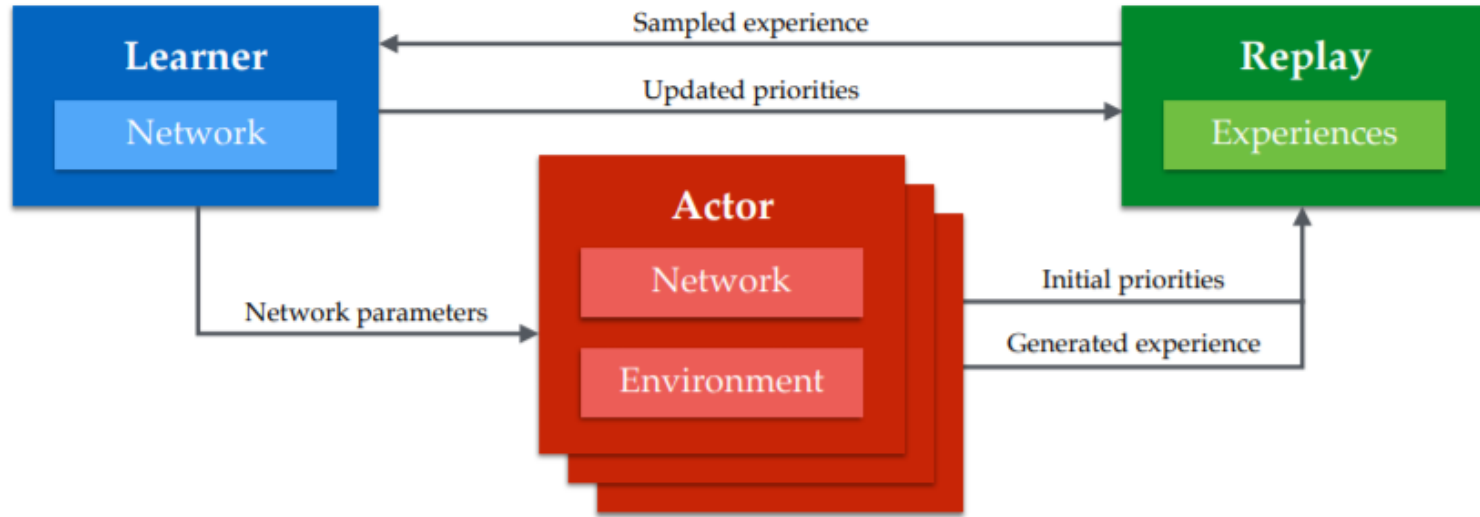 Sampled experience
Learner
Replay
Updated priorities
Network
Experiences
Actor
Network
Initial priorities
Network parameters
Generated experience
Environment